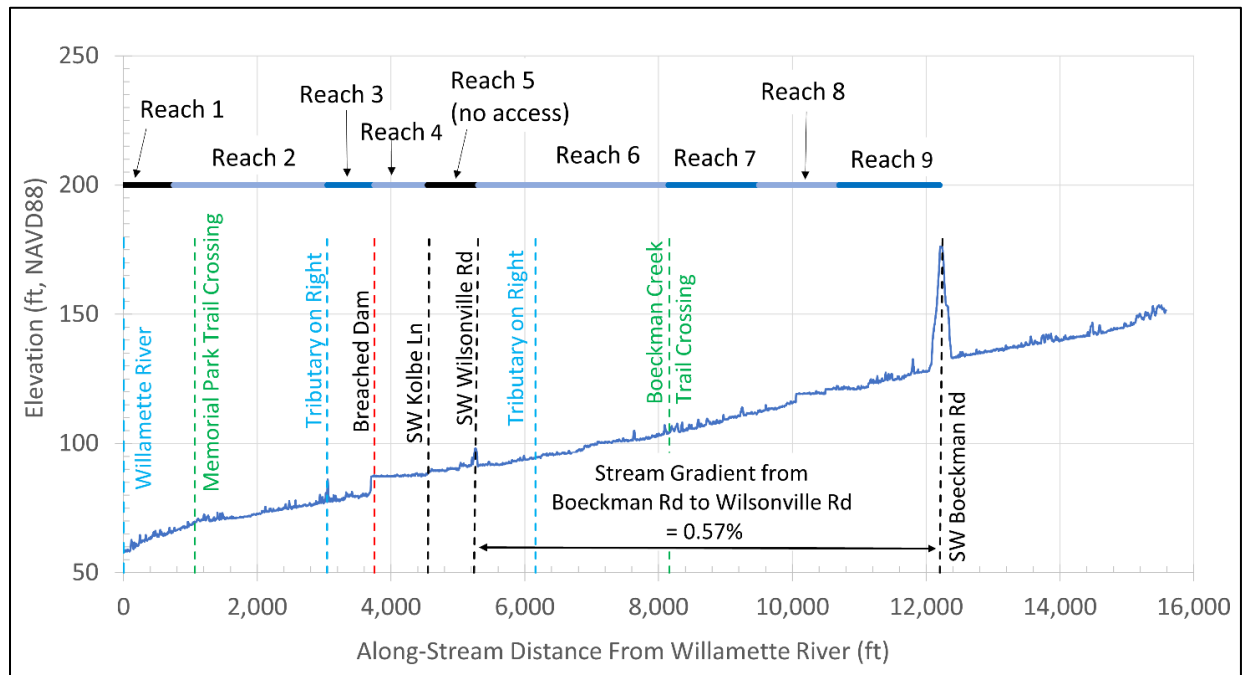 250
200
150
100
50
Elevation (ft, NAVD88)
Reach 1
Reach 2
Reach 3
Reach 4
Reach 5
(no access)
Reach 6
Reach 7
Reach 8
Reach 9
Willamette River
Memorial Park Trail Crossing
Tributary on Right
Breached Dam
SW Kolbe Ln
SW Wilsonville Rd
Tributary on Right
Boeckman Creek
Trail Crossing
SW Boeckman Rd
Stream Gradient from
Boeckman Rd to Wilsonville Rd
= 0.57%
0
2,000
4,000
6,000
8,000
10,000
12,000
14,000
16,000
Along-Stream Distance From Willamette River (ft)